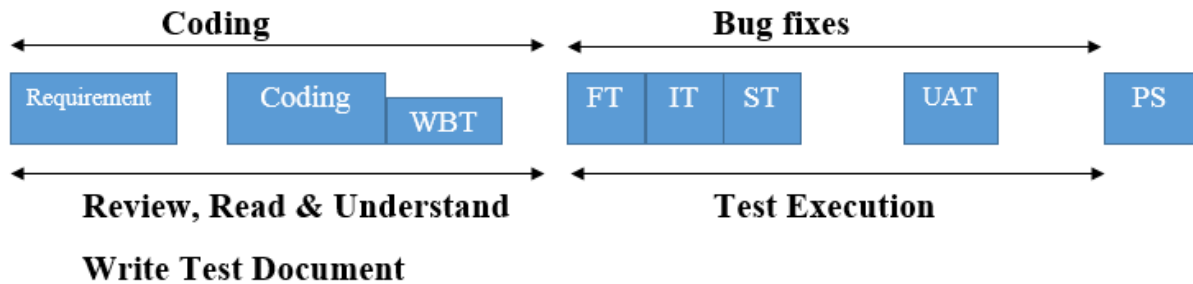 Coding
Bug fixes
Requirement
Coding
WBT
FT
IT
ST
UAT
PS
Review, Read & Understand
Test Execution
Write Test Document